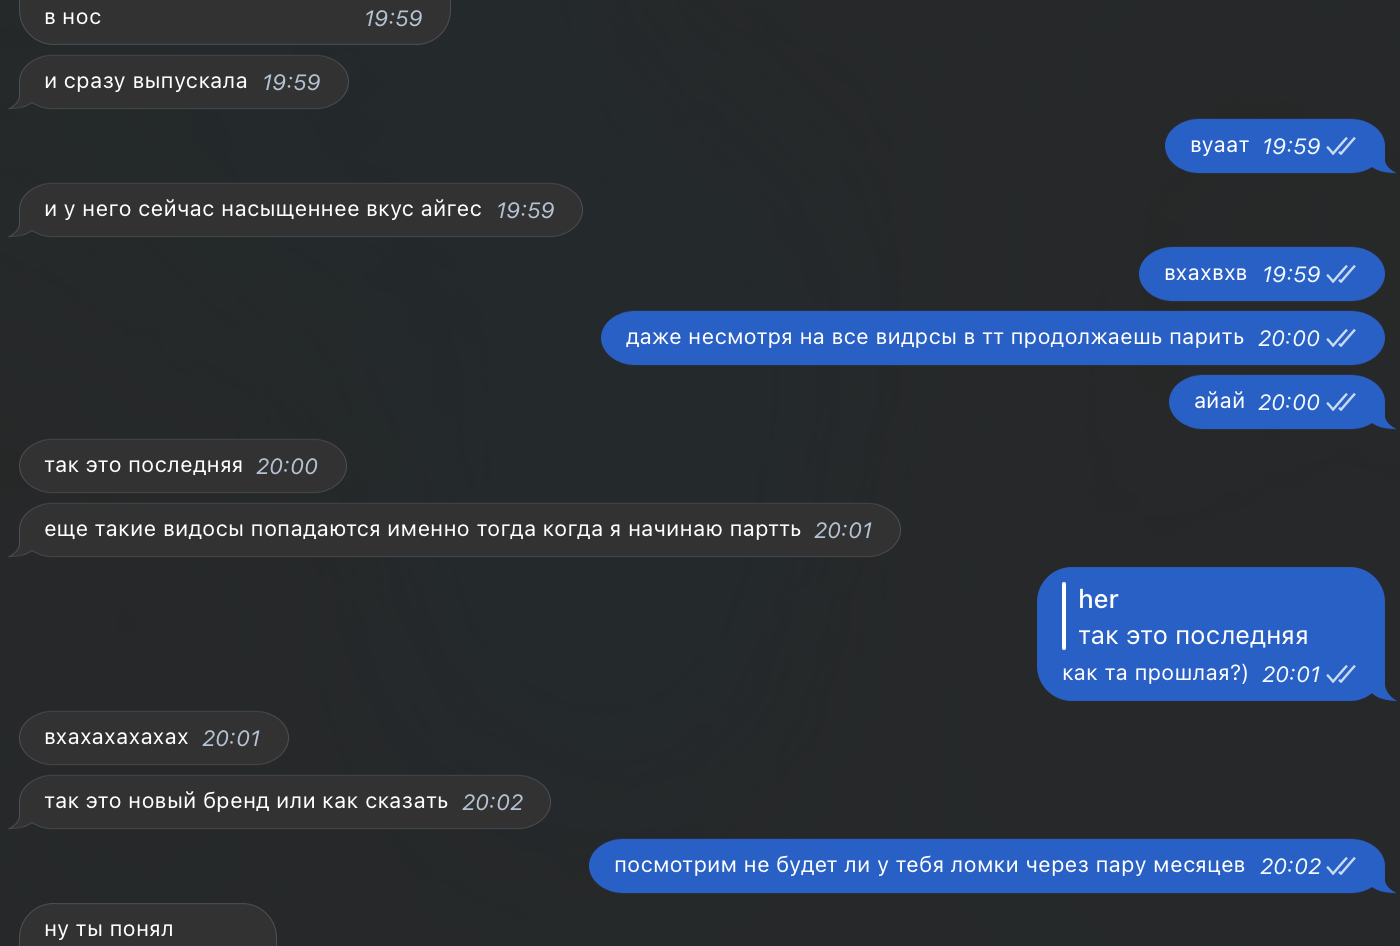 в нос 19:59
и сразу выпускала 19:59
вуаат 19:59
и у него сейчас насыщеннее вкус айгес 19:59
вхахвхв 19:59
даже несмотря на все видрсы в тт продолжаешь парить 20:00
айай 20:00
так это последняя 20:00
еще такие видосы попадаются именно тогда когда я начинаю партть 20:01
her
так это последняя
как та прошлая?) 20:01
вхахахахахах 20:01
так это новый бренд или как сказать 20:02
посмотрим не будет ли у тебя ломки через пару месяцев 20:02
ну ты понял